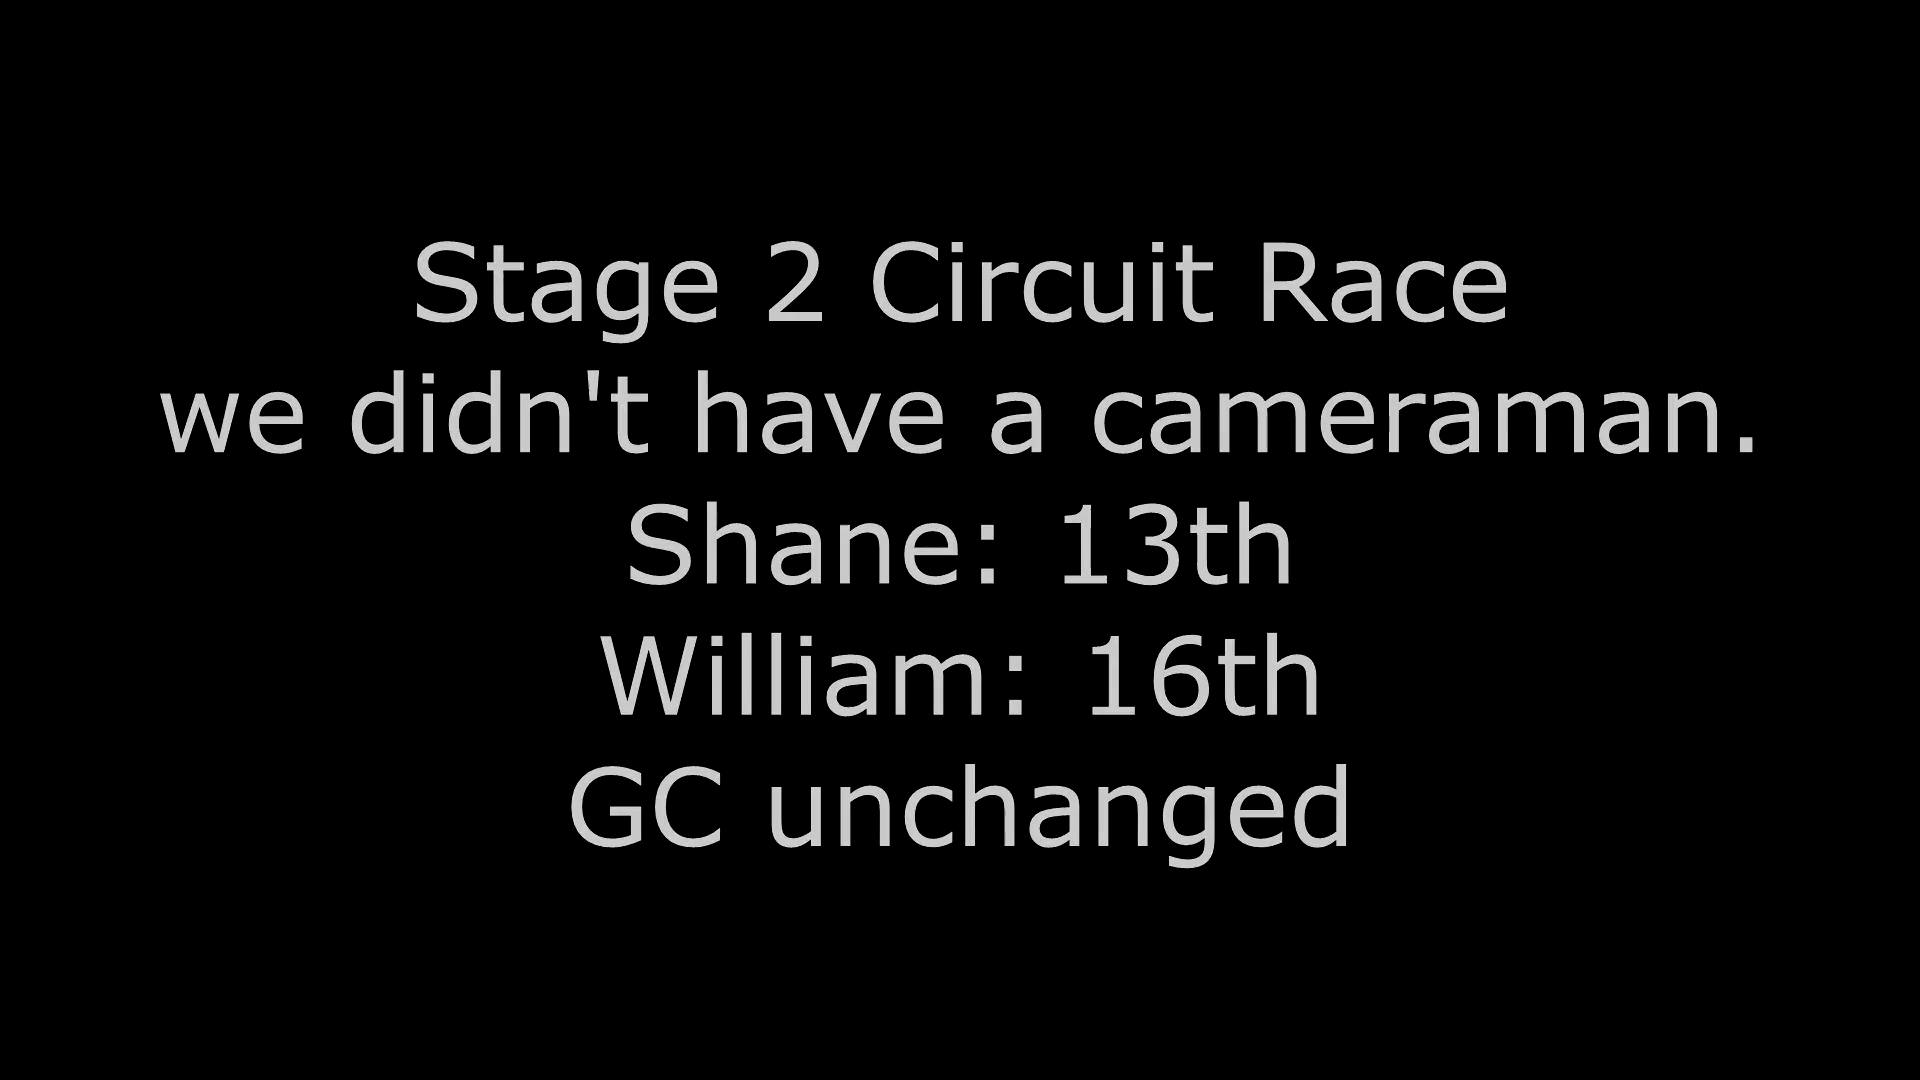 Stage 2 Circuit Race
we didn't have a cameraman.
Shane: 13th
William: 16th
GC unchanged